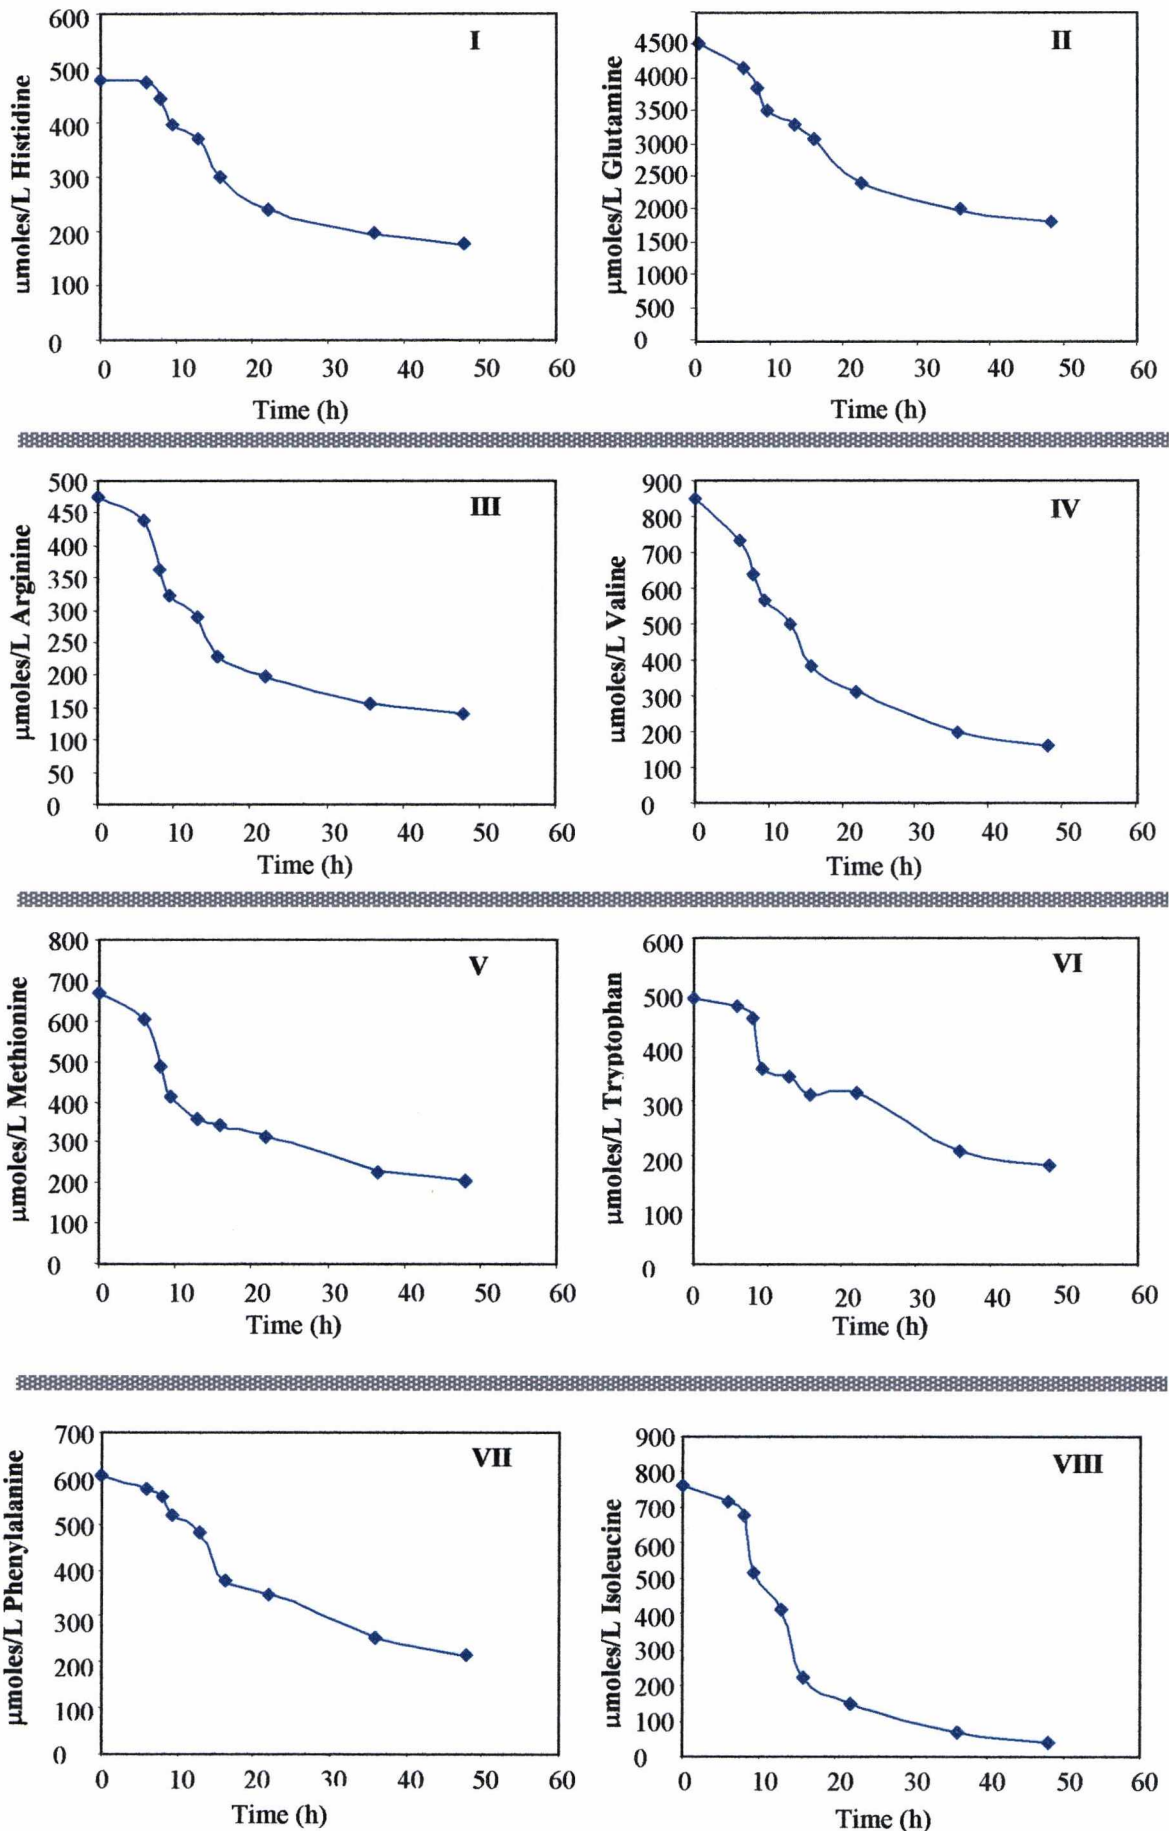 I
μmoles/L Histidine
600
500
400
300
200
100
0
0 10 20 30 40 50 60
Time (h)
II
μmoles/L Glutamine
4500
4000
3500
3000
2500
2000
1500
1000
500
0
0 10 20 30 40 50 60
Time (h)
III
μmoles/L Arginine
500
450
400
350
300
250
200
150
100
50
0
0 10 20 30 40 50 60
Time (h)
IV
μmoles/L Valine
900
800
700
600
500
400
300
200
100
0
0 10 20 30 40 50 60
Time (h)
V
μmoles/L Methionine
800
700
600
500
400
300
200
100
0
0 10 20 30 40 50 60
Time (h)
VI
μmoles/L Tryptophan
600
500
400
300
200
100
0
0 10 20 30 40 50 60
Time (h)
VII
μmoles/L Phenylalanine
700
600
500
400
300
200
100
0
0 10 20 30 40 50 60
Time (h)
VIII
μmoles/L Isoleucine
900
800
700
600
500
400
300
200
100
0
0 10 20 30 40 50 60
Time (h)